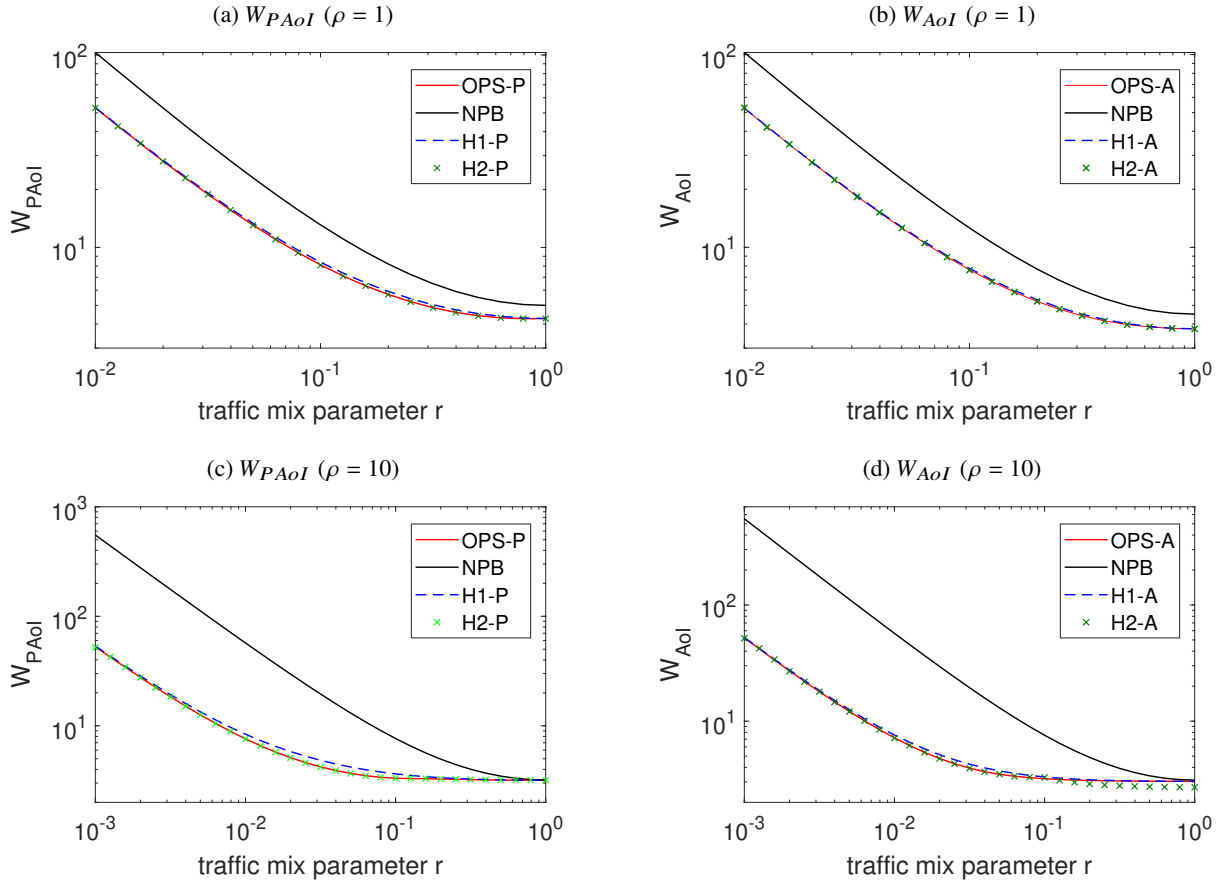 (a) W_PAoI (ρ = 1)
10^2
10^1
W_PAoI
10^-2
10^-1
10^0
traffic mix parameter r
OPS-P
NPB
H1-P
H2-P
(b) W_AoI (ρ = 1)
10^2
10^1
W_AoI
10^-2
10^-1
10^0
traffic mix parameter r
OPS-A
NPB
H1-A
H2-A
(c) W_PAoI (ρ = 10)
10^3
10^2
10^1
W_PAoI
10^-3
10^-2
10^-1
10^0
traffic mix parameter r
OPS-P
NPB
H1-P
H2-P
(d) W_AoI (ρ = 10)
10^2
10^1
W_AoI
10^-3
10^-2
10^-1
10^0
traffic mix parameter r
OPS-A
NPB
H1-A
H2-A